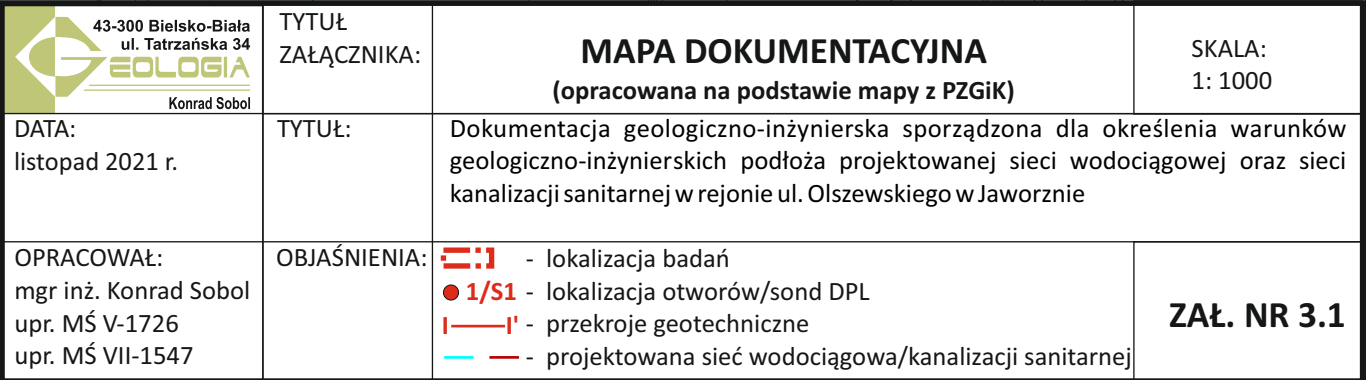 43-300 Bielsko-Biała
ul. Tatrzańska 34
GEOLOGIA
Konrad Sobol
TYTUŁ
ZAŁĄCZNIKA:
MAPA DOKUMENTACYJNA
(opracowana na podstawie mapy z PZGiK)
SKALA:
1: 1000
DATA:
listopad 2021 r.
TYTUŁ:
Dokumentacja geologiczno-inżynierska sporządzona dla określenia warunków
geologiczno-inżynierskich podłoża projektowanej sieci wodociągowej oraz sieci
kanalizacji sanitarnej w rejonie ul. Olszewskiego w Jaworznie
OPRACOWAŁ:
mgr inż. Konrad Sobol
upr. MŚ V-1726
upr. MŚ VII-1547
OBJAŚNIENIA:
- lokalizacja badań
1/S1 - lokalizacja otworów/sond DPL
I I' - przekroje geotechniczne
- projektowana sieć wodociągowa/kanalizacji sanitarnej
ZAŁ. NR 3.1